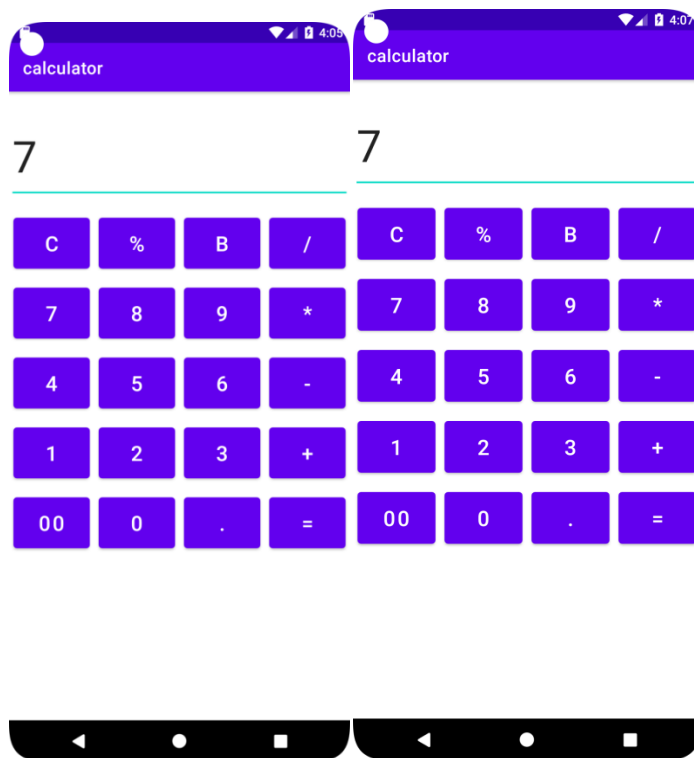 4:05
calculator
7
C % B /
7 8 9 *
4 5 6 -
1 2 3 +
00 0 . =
4:07
calculator
7
C % B /
7 8 9 *
4 5 6 -
1 2 3 +
00 0 . =